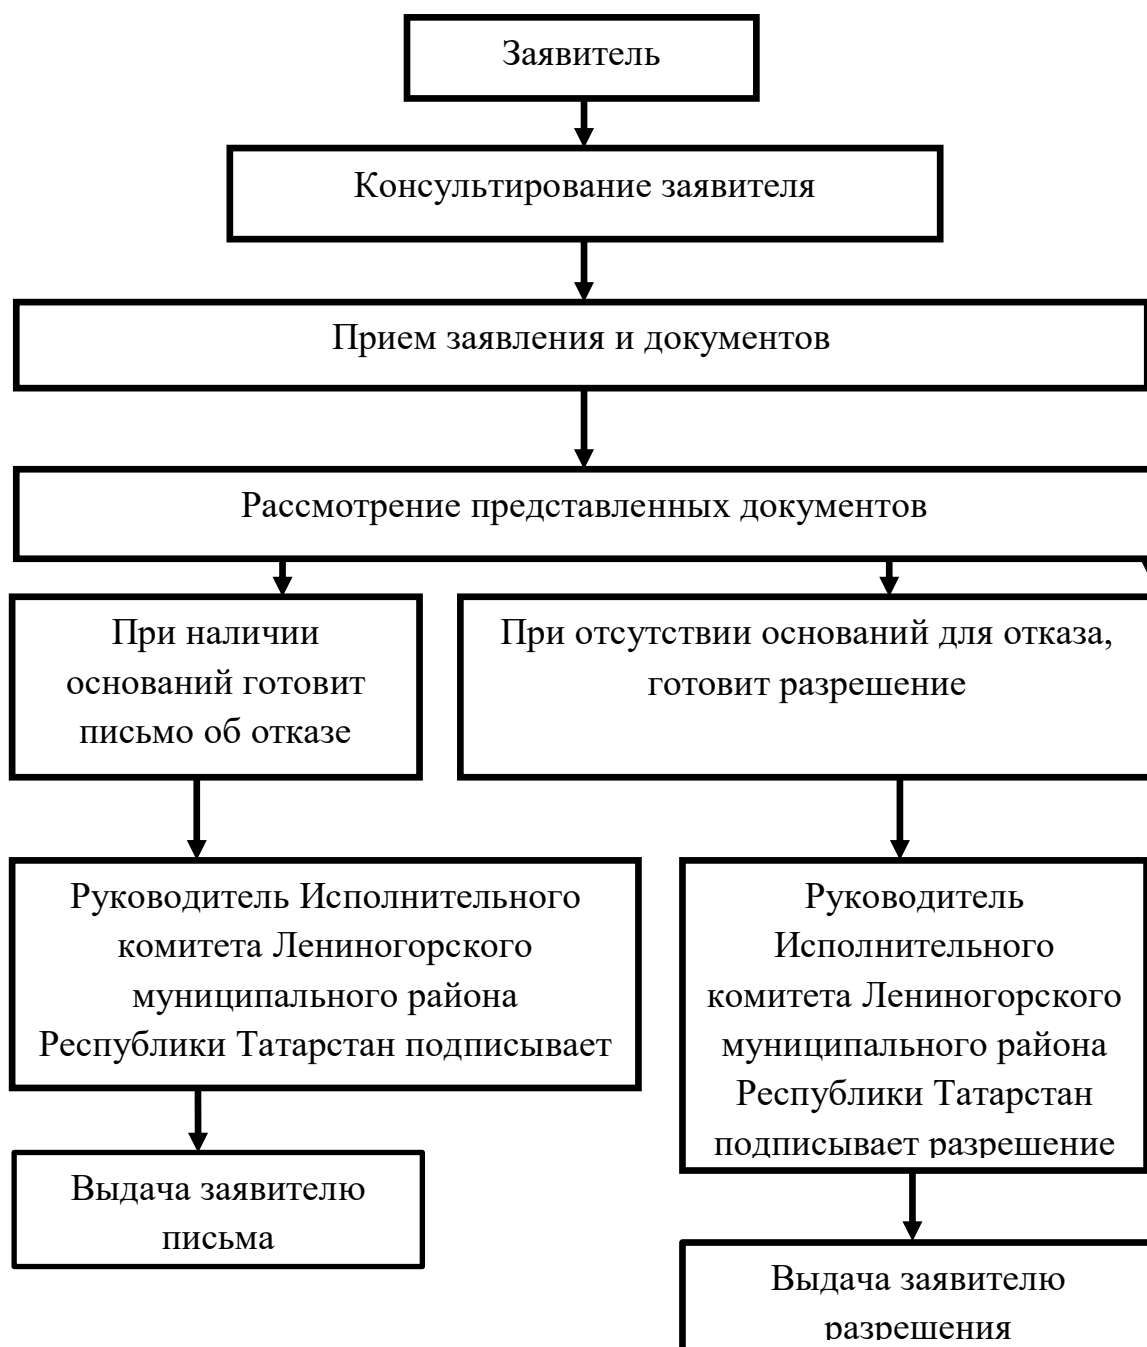 Заявитель
Консультирование заявителя
Прием заявления и документов
Рассмотрение представленных документов
При наличии
оснований готовит
письмо об отказе
При отсутствии оснований для отказа,
готовит разрешение
Руководитель Исполнительного
комитета Лениногорского
муниципального района
Республики Татарстан подписывает
Руководитель
Исполнительного
комитета Лениногорского
муниципального района
Республики Татарстан
подписывает разрешение
Выдача заявителю
письма
Выдача заявителю
разрешения